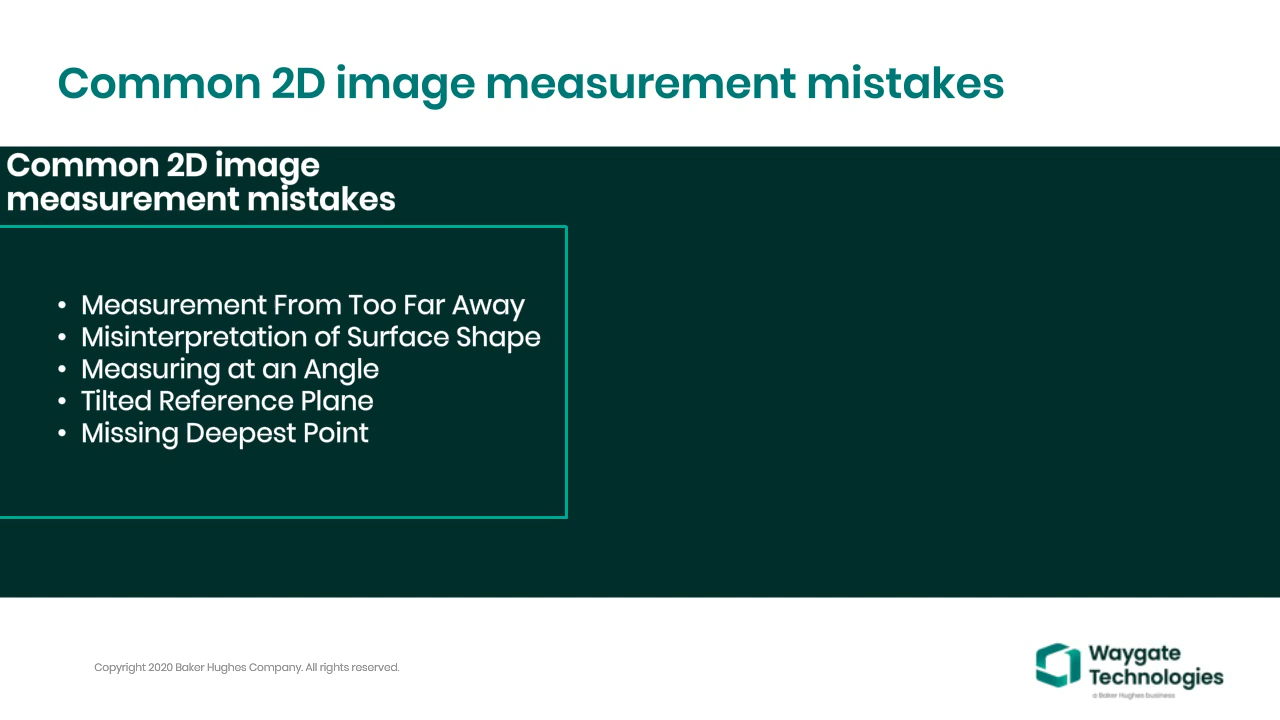 Common 2D image measurement mistakes
Common 2D image
measurement mistakes
• Measurement From Too Far Away
• Misinterpretation of Surface Shape
• Measuring at an Angle
• Tilted Reference Plane
• Missing Deepest Point
Copyright 2020 Baker Hughes Company. All rights reserved.
Waygate
Technologies
a Baker Hughes business